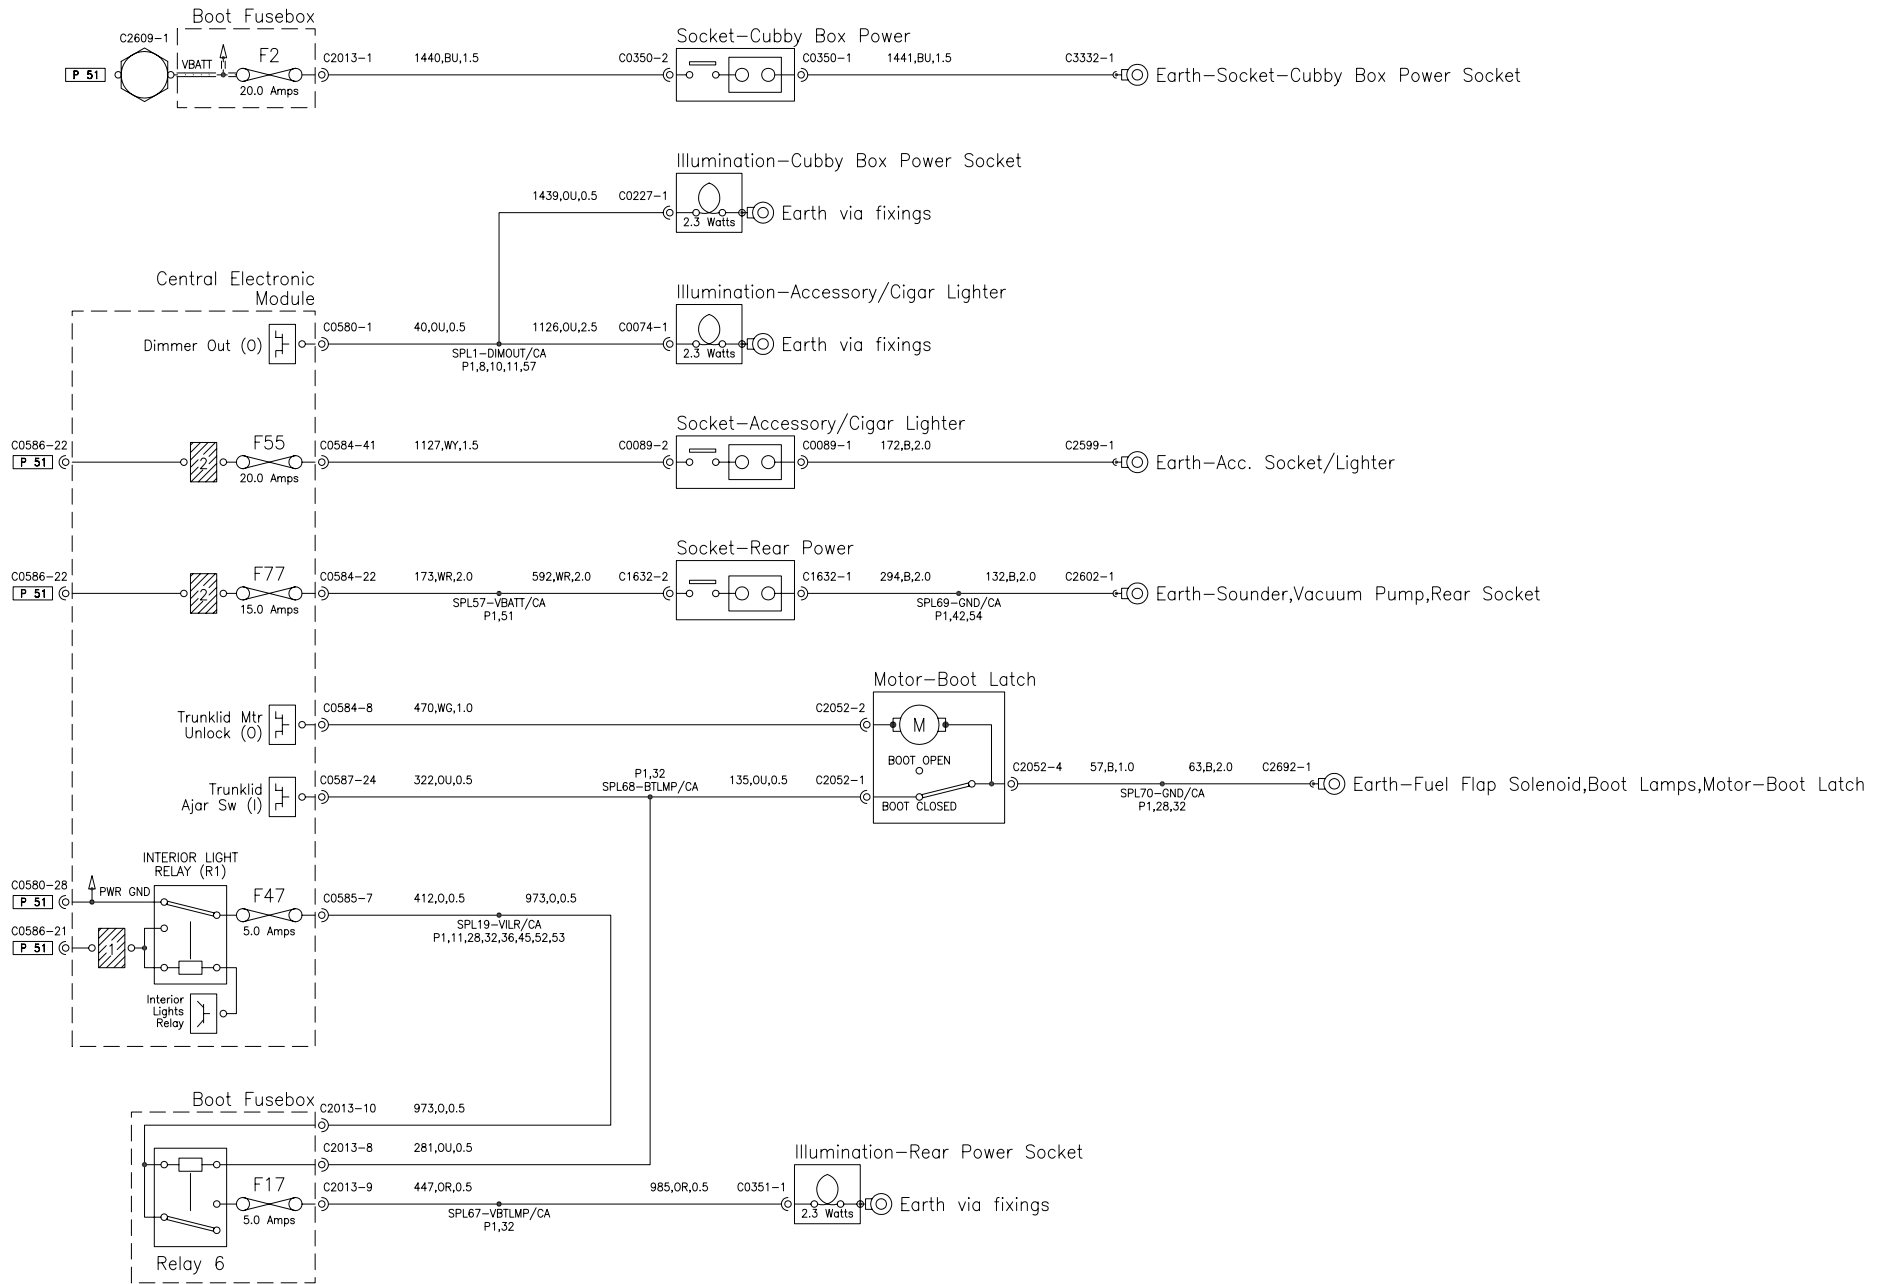 Boot Fusebox
C2609-1
P 51
VBATT
F2
20.0 Amps
C2013-1
1440,BU,1.5
C0350-2
Socket-Cubby Box Power
C0350-1
1441,BU,1.5
C3332-1
Earth-Socket-Cubby Box Power Socket
Illumination-Cubby Box Power Socket
1439,OU,0.5
C0227-1
2.3 Watts
Earth via fixings
Central Electronic
Module
Dimmer Out (O)
C0580-1
40,OU,0.5
SPL1-DIMOUT/CA
P1,8,10,11,57
1126,OU,2.5
C0074-1
Illumination-Accessory/Cigar Lighter
2.3 Watts
Earth via fixings
C0586-22
P 51
2
F55
20.0 Amps
C0584-41
1127,WY,1.5
C0089-2
Socket-Accessory/Cigar Lighter
C0089-1
172,B,2.0
C2599-1
Earth-Acc. Socket/Lighter
C0586-22
P 51
2
F77
15.0 Amps
C0584-22
173,WR,2.0
SPL57-VBATT/CA
P1,51
592,WR,2.0
C1632-2
Socket-Rear Power
C1632-1
294,B,2.0
SPL69-GND/CA
P1,42,54
132,B,2.0
C2602-1
Earth-Sounder,Vacuum Pump,Rear Socket
Trunklid Mtr
Unlock (O)
C0584-8
470,WG,1.0
C2052-2
Motor-Boot Latch
M
BOOT OPEN
BOOT CLOSED
Trunklid
Ajar Sw (I)
C0587-24
322,OU,0.5
P1,32
SPL68-BTLMP/CA
135,OU,0.5
C2052-1
C2052-4
57,B,1.0
SPL70-GND/CA
P1,28,32
63,B,2.0
C2692-1
Earth-Fuel Flap Solenoid,Boot Lamps,Motor-Boot Latch
INTERIOR LIGHT
RELAY (R1)
C0580-28
P 51
PWR GND
C0586-21
P 51
1
F47
5.0 Amps
C0585-7
412,O,0.5
SPL19-VILR/CA
P1,11,28,32,36,45,52,53
973,O,0.5
Interior
Lights
Relay
Boot Fusebox
C2013-10
973,O,0.5
C2013-8
281,OU,0.5
F17
5.0 Amps
C2013-9
447,OR,0.5
SPL67-VBTLMP/CA
P1,32
985,OR,0.5
C0351-1
Illumination-Rear Power Socket
2.3 Watts
Earth via fixings
Relay 6